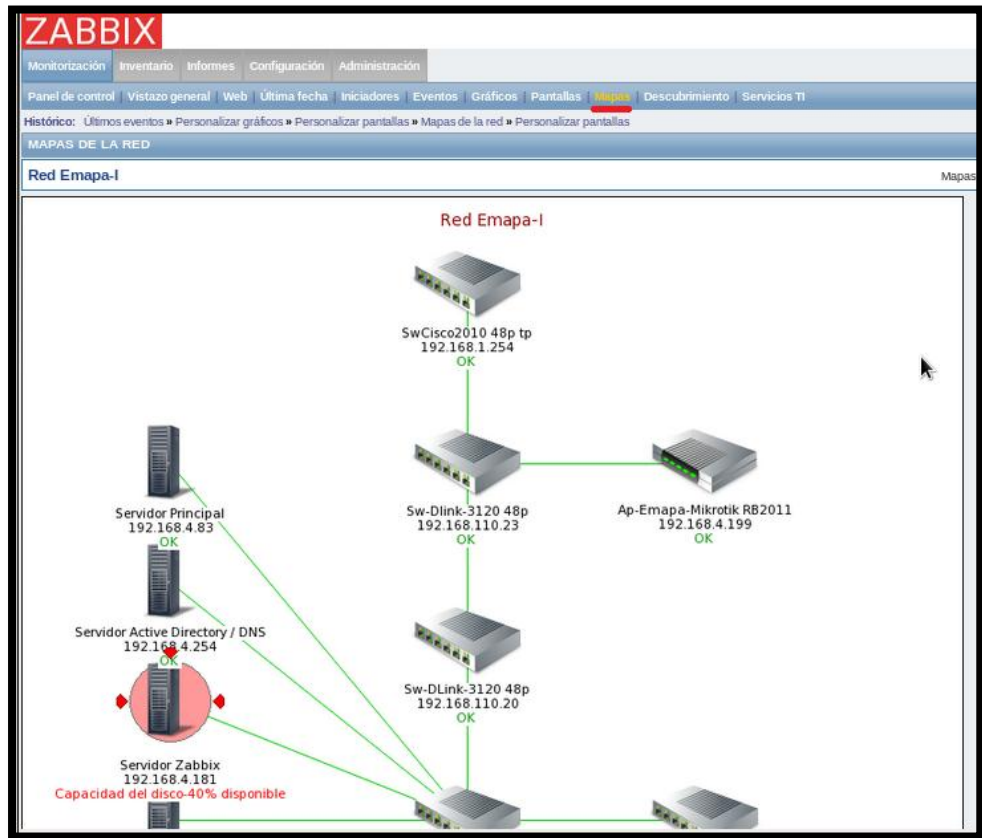 ZABBIX
Monitorización Inventario Informes Configuración Administración
Panel de control | Vistazo general | Web | Última fecha | Iniciadores | Eventos | Gráficos | Pantallas | Mapas | Descubrimiento | Servicios TI
Histórico: Últimos eventos » Personalizar gráficos » Personalizar pantallas » Mapas de la red » Personalizar pantallas
MAPAS DE LA RED
Red Emapa-I Mapas
Red Emapa-I
SwCisco2010 48p tp
192.168.1.254
OK
Sw-Dlink-3120 48p
192.168.110.23
OK
Ap-Emapa-Mikrotik RB2011
192.168.4.199
OK
Servidor Principal
192.168.4.83
OK
Servidor Active Directory / DNS
192.168.4.254
OK
Sw-DLink-3120 48p
192.168.110.20
OK
Servidor Zabbix
192.168.4.181
Capacidad del disco-40% disponible